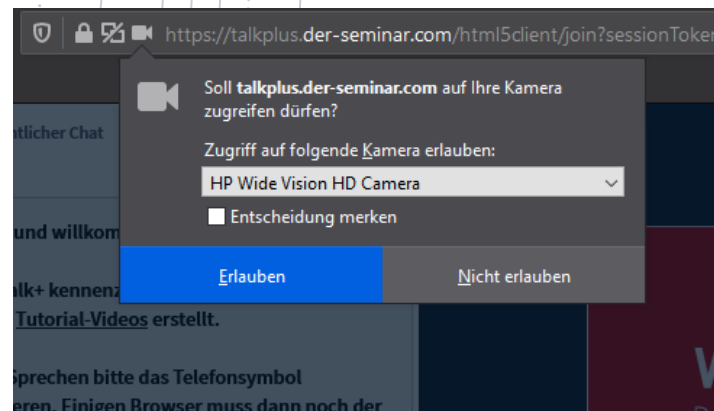 https://talkplus.der-seminar.com/html5client/join?sessionToke
Soll talkplus.der-seminar.com auf Ihre Kamera
zugreifen dürfen?
Zugriff auf folgende Kamera erlauben:
HP Wide Vision HD Camera
Entscheidung merken
Erlauben
Nicht erlauben
ntlicher Chat
und willkom
alk+ kennenz
Tutorial-Videos erstellt.
Sprechen bitte das Telefonsymbol
eren. Einigen Browser muss dann noch der